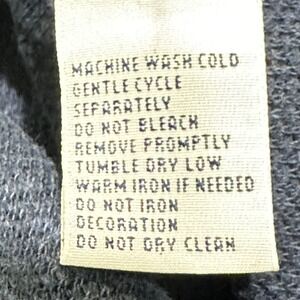 MACHINE WASH COLD
GENTLE CYCLE
SEPARATELY
DO NOT BLEACH
REMOVE PROMPTLY
TUMBLE DRY LOW
WARM IRON IF NEEDED
DO NOT IRON
DECORATION
DO NOT DRY CLEAN